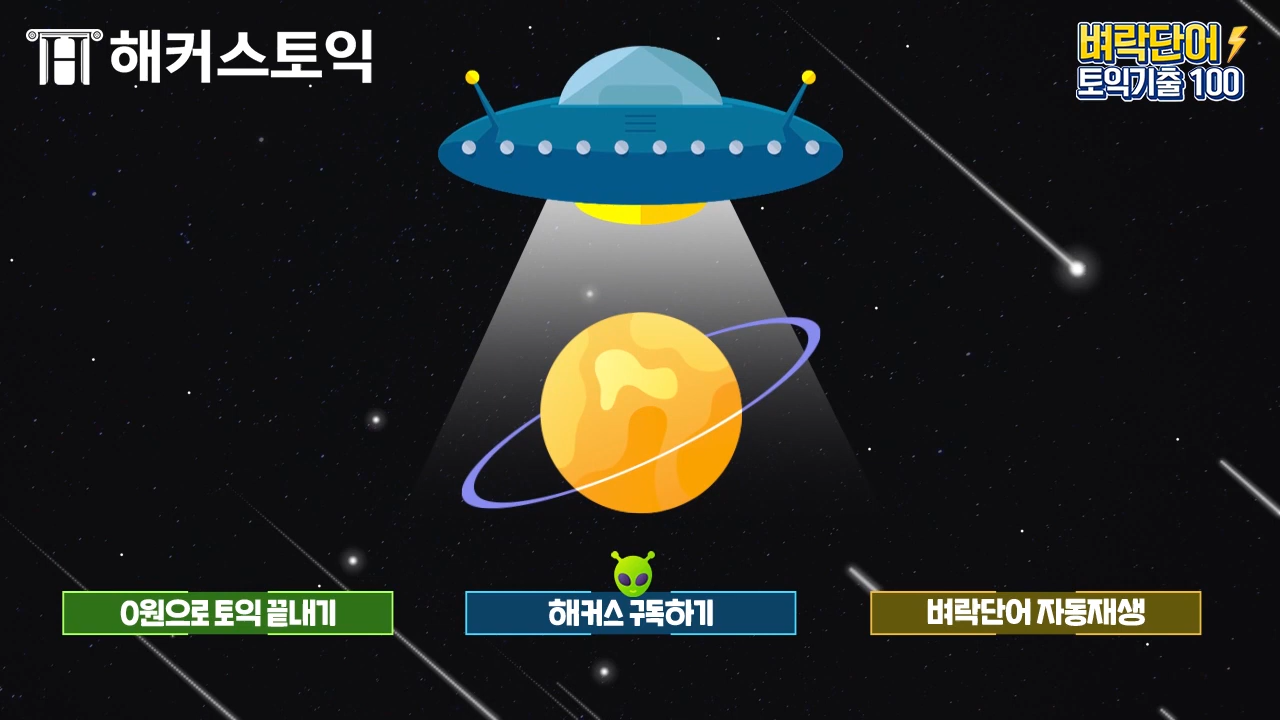 해커스토익
벼락단어
토익기출 100
0원으로 토익 끝내기
해커스 구독하기
벼락단어 자동재생